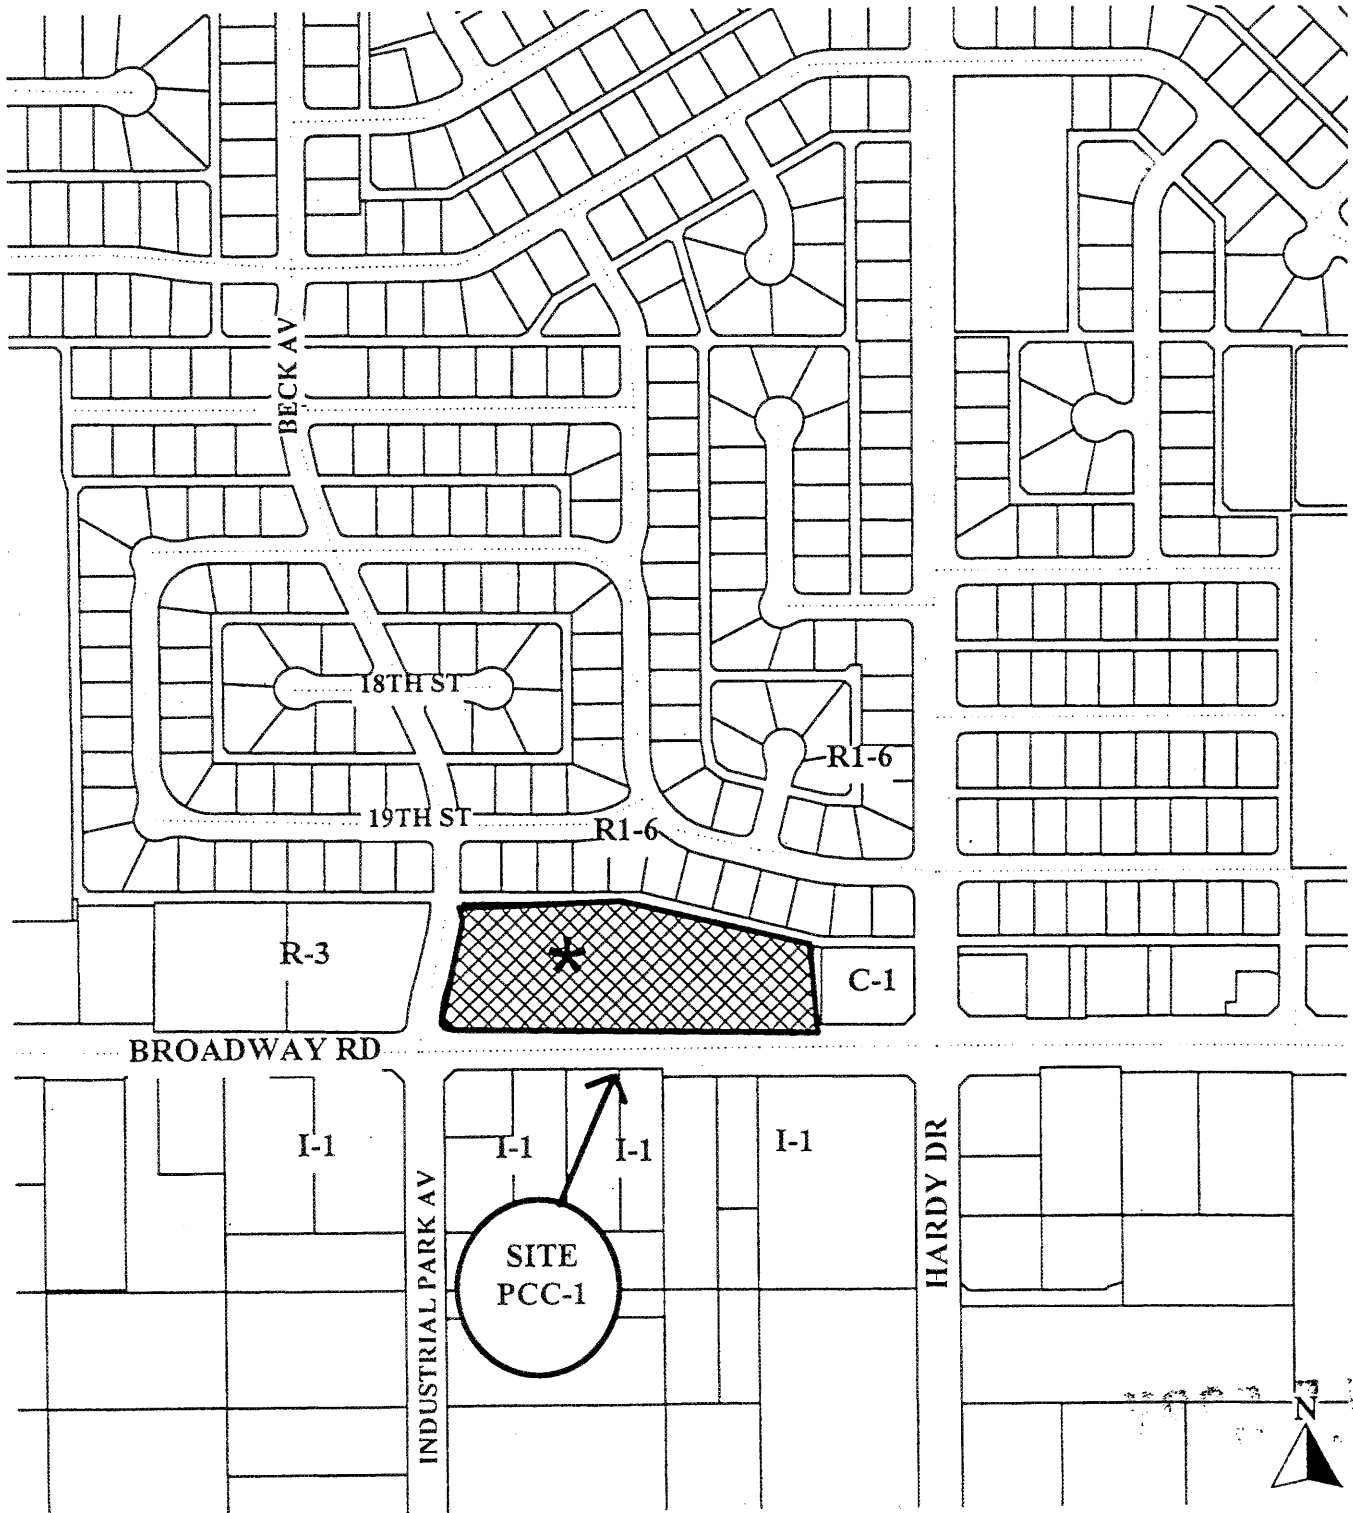 BECK AV
18TH ST
R1-6
19TH ST
R1-6
R-3
C-1
BROADWAY RD
I-1
I-1
I-1
I-1
HARDY DR
INDUSTRIAL PARK AV
SITE
PCC-1
N